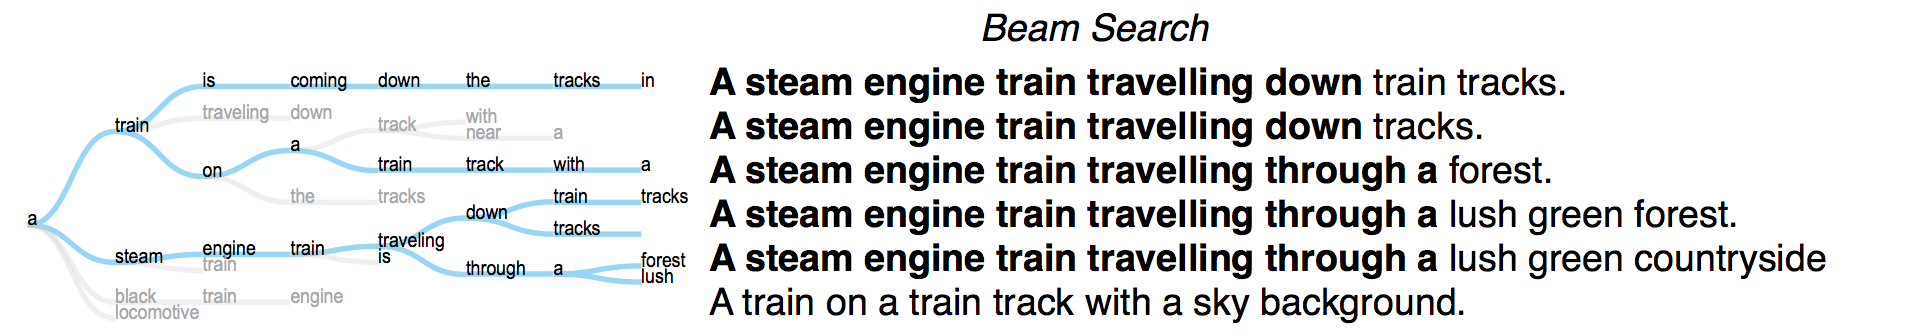 Beam Search
is coming down the tracks in
traveling down
train
a track with
near a
on train track with a
the tracks
a
steam engine train traveling
train is
down train tracks
tracks
through a forest
lush
black train engine
locomotive
A steam engine train travelling down train tracks.
A steam engine train travelling down tracks.
A steam engine train travelling through a forest.
A steam engine train travelling through a lush green forest.
A steam engine train travelling through a lush green countryside
A train on a train track with a sky background.